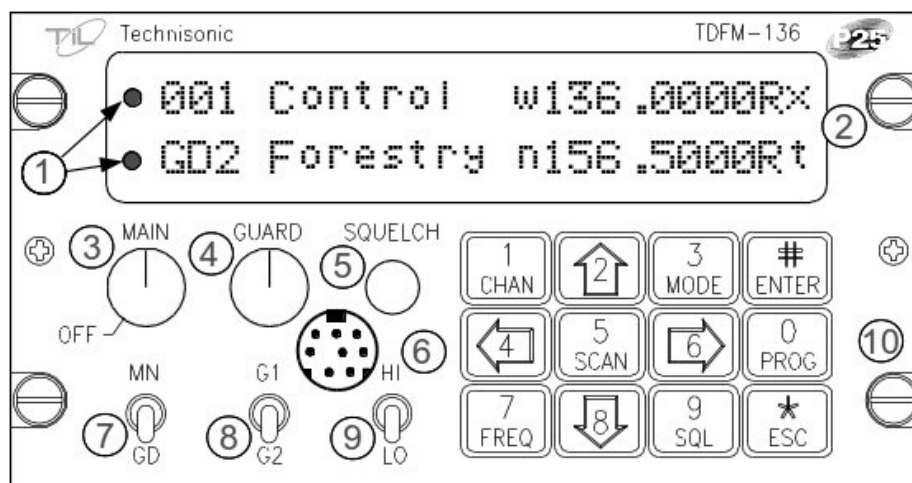 TiL Technisonic TDFM-136 P25
001 Control w136.0000Rx
GD2 Forestry n156.5000Rt
1
2
3 MAIN
4 GUARD
5 SQUELCH
OFF
6
1 CHAN
2
3 MODE
# ENTER
4
5 SCAN
6
0 PROG
10
MN
G1
HI
7
8
9
GD
G2
LO
7 FREQ
8
9 SQL
* ESC